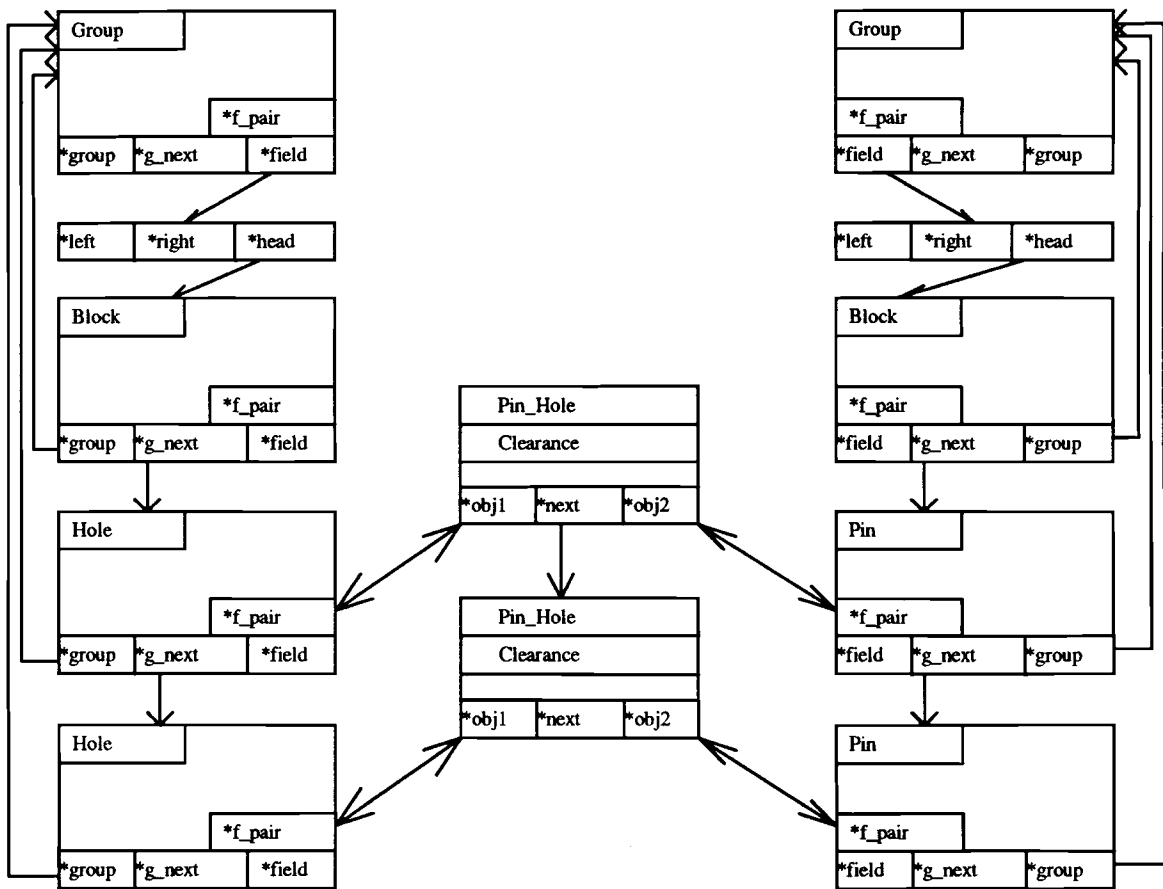 Group
*f_pair
*group *g_next *field
*left *right *head
Block
*f_pair
*group *g_next *field
Hole
*f_pair
*group *g_next *field
Hole
*f_pair
*group *g_next *field
Pin_Hole
Clearance
*obj1 *next *obj2
Pin_Hole
Clearance
*obj1 *next *obj2
Group
*f_pair
*field *g_next *group
*left *right *head
Block
*f_pair
*field *g_next *group
Pin
*f_pair
*field *g_next *group
Pin
*f_pair
*field *g_next *group